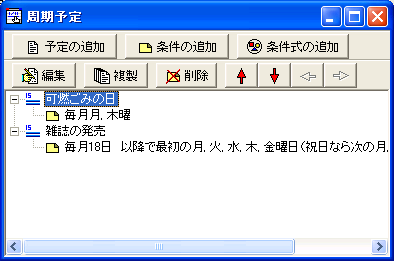 周期予定
予定の追加 条件の追加 条件式の追加
編集 複製 削除
15 可燃ごみの日
毎月月, 木曜
15 雑誌の発売
毎月18日 以降で最初の月, 火, 水, 木, 金曜日(祝日なら次の月,